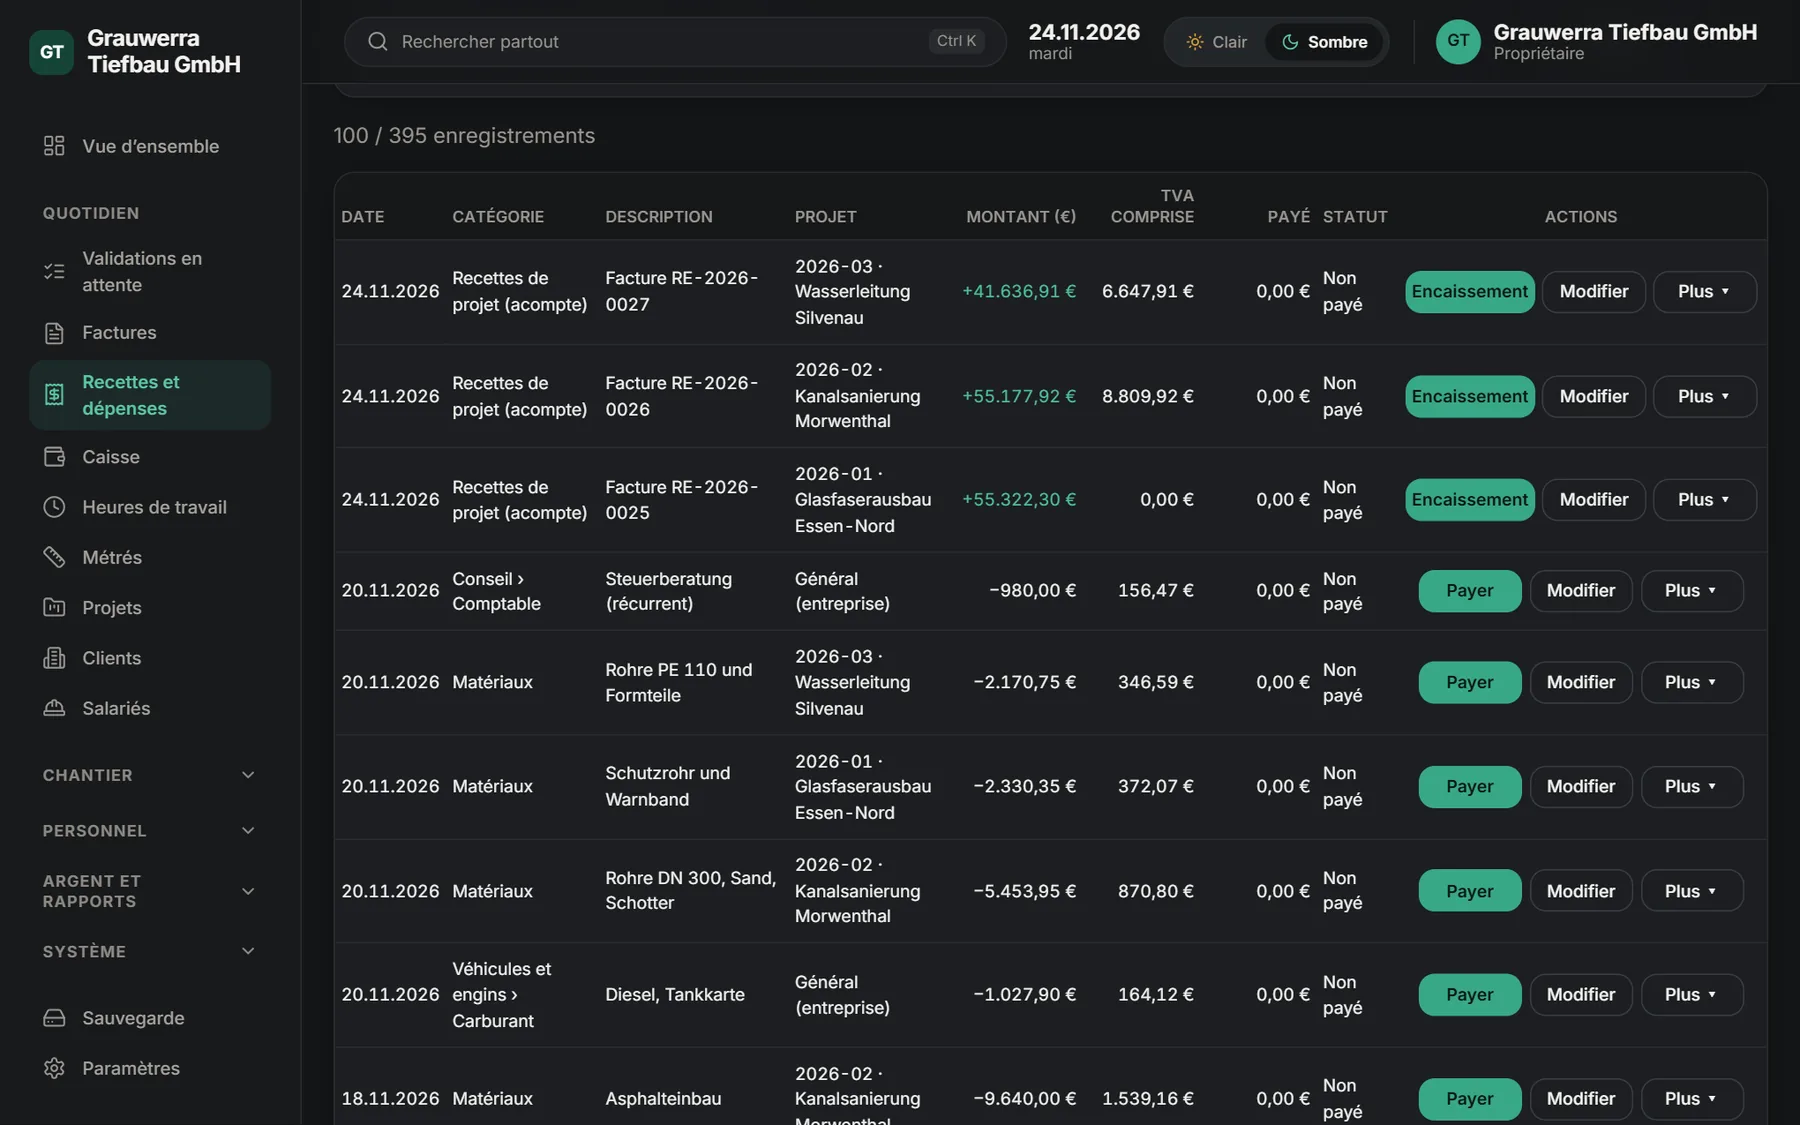 GT
Grauwerra
Tiefbau GmbH
Rechercher partout
Ctrl K
24.11.2026
mardi
Clair
Sombre
GT
Grauwerra Tiefbau GmbH
Propriétaire
Vue d’ensemble
QUOTIDIEN
Validations en
attente
Factures
Recettes et
dépenses
Caisse
Heures de travail
Métrés
Projets
Clients
Salariés
CHANTIER
PERSONNEL
ARGENT ET
RAPPORTS
SYSTÈME
Sauvegarde
Paramètres
100 / 395 enregistrements
DATE
CATÉGORIE
DESCRIPTION
PROJET
MONTANT (€)
TVA
COMPRISE
PAYÉ
STATUT
ACTIONS
24.11.2026
Recettes de
projet (acompte)
Facture RE-2026-
0027
2026-03 ·
Wasserleitung
Silvenau
+41.636,91 €
6.647,91 €
0,00 €
Non
payé
Encaissement
Modifier
Plus ▾
24.11.2026
Recettes de
projet (acompte)
Facture RE-2026-
0026
2026-02 ·
Kanalsanierung
Morwenthal
+55.177,92 €
8.809,92 €
0,00 €
Non
payé
Encaissement
Modifier
Plus ▾
24.11.2026
Recettes de
projet (acompte)
Facture RE-2026-
0025
2026-01 ·
Glasfaserausbau
Essen-Nord
+55.322,30 €
0,00 €
0,00 €
Non
payé
Encaissement
Modifier
Plus ▾
20.11.2026
Conseil ›
Comptable
Steuerberatung
(récurrent)
Général
(entreprise)
−980,00 €
156,47 €
0,00 €
Non
payé
Payer
Modifier
Plus ▾
20.11.2026
Matériaux
Rohre PE 110 und
Formteile
2026-03 ·
Wasserleitung
Silvenau
−2.170,75 €
346,59 €
0,00 €
Non
payé
Payer
Modifier
Plus ▾
20.11.2026
Matériaux
Schutzrohr und
Warnband
2026-01 ·
Glasfaserausbau
Essen-Nord
−2.330,35 €
372,07 €
0,00 €
Non
payé
Payer
Modifier
Plus ▾
20.11.2026
Matériaux
Rohre DN 300, Sand,
Schotter
2026-02 ·
Kanalsanierung
Morwenthal
−5.453,95 €
870,80 €
0,00 €
Non
payé
Payer
Modifier
Plus ▾
20.11.2026
Véhicules et
engins ›
Carburant
Diesel, Tankkarte
Général
(entreprise)
−1.027,90 €
164,12 €
0,00 €
Non
payé
Payer
Modifier
Plus ▾
18.11.2026
Matériaux
Asphalteinbau
2026-02 ·
Kanalsanierung
Morwenthal
−9.640,00 €
1.539,16 €
0,00 €
Non
payé
Payer
Modifier
Plus ▾